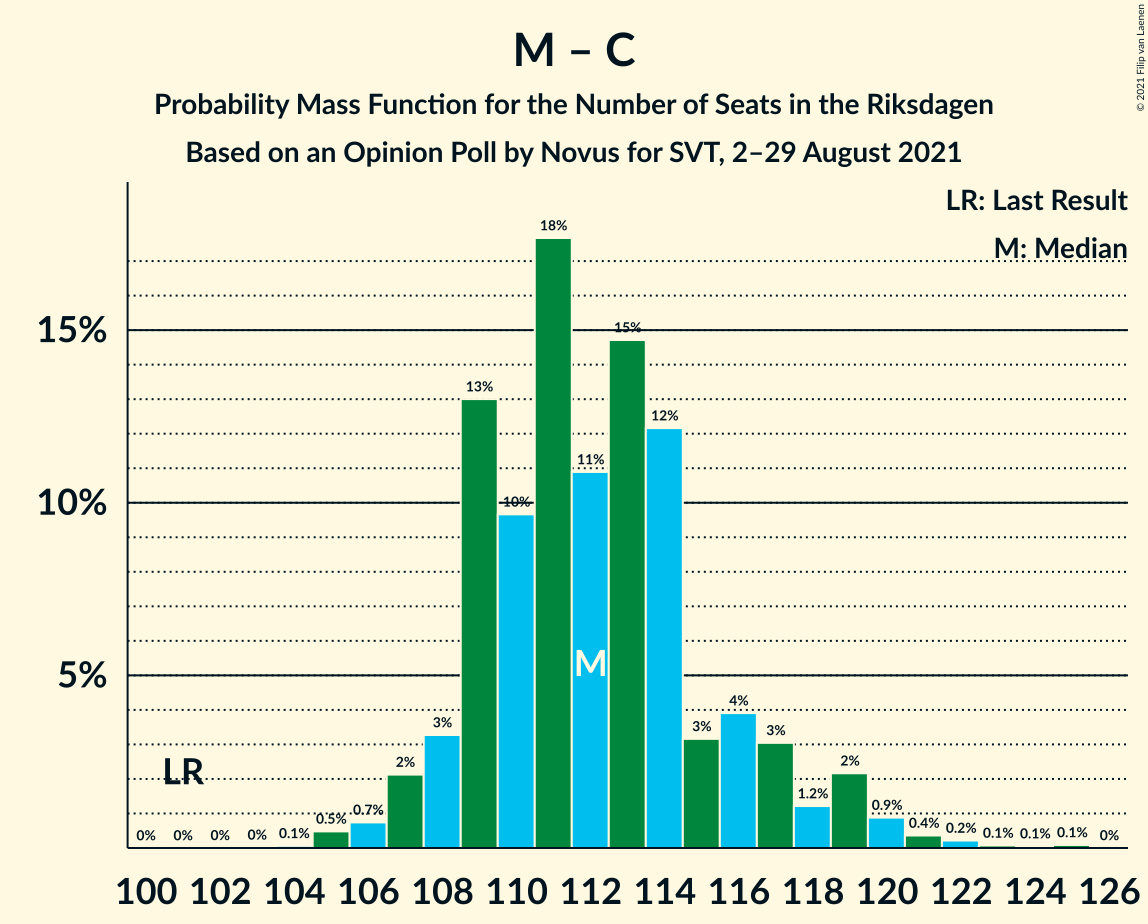 M – C
Probability Mass Function for the Number of Seats in the Riksdagen
Based on an Opinion Poll by Novus for SVT, 2–29 August 2021
© 2021 Filip van Laenen
LR: Last Result
M: Median
15%
10%
5%
0% 0% 0% 0% 0.1% 0.5% 0.7% 2% 3% 13% 10% 18% 11% 15% 12% 3% 4% 3% 1.2% 2% 0.9% 0.4% 0.2% 0.1% 0.1% 0.1% 0%
LR
M
100 102 104 106 108 110 112 114 116 118 120 122 124 126